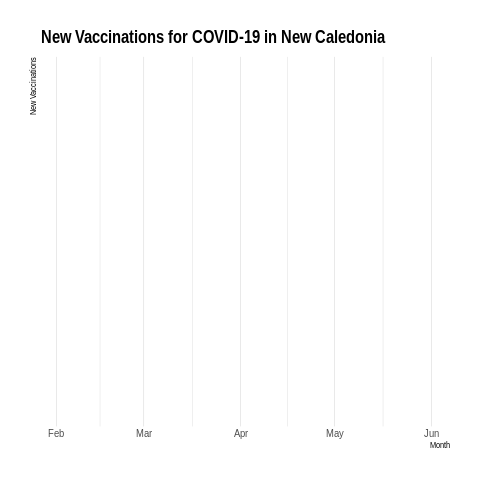 New Vaccinations for COVID-19 in New Caledonia
New Vaccinations
Feb Mar Apr May Jun
Month